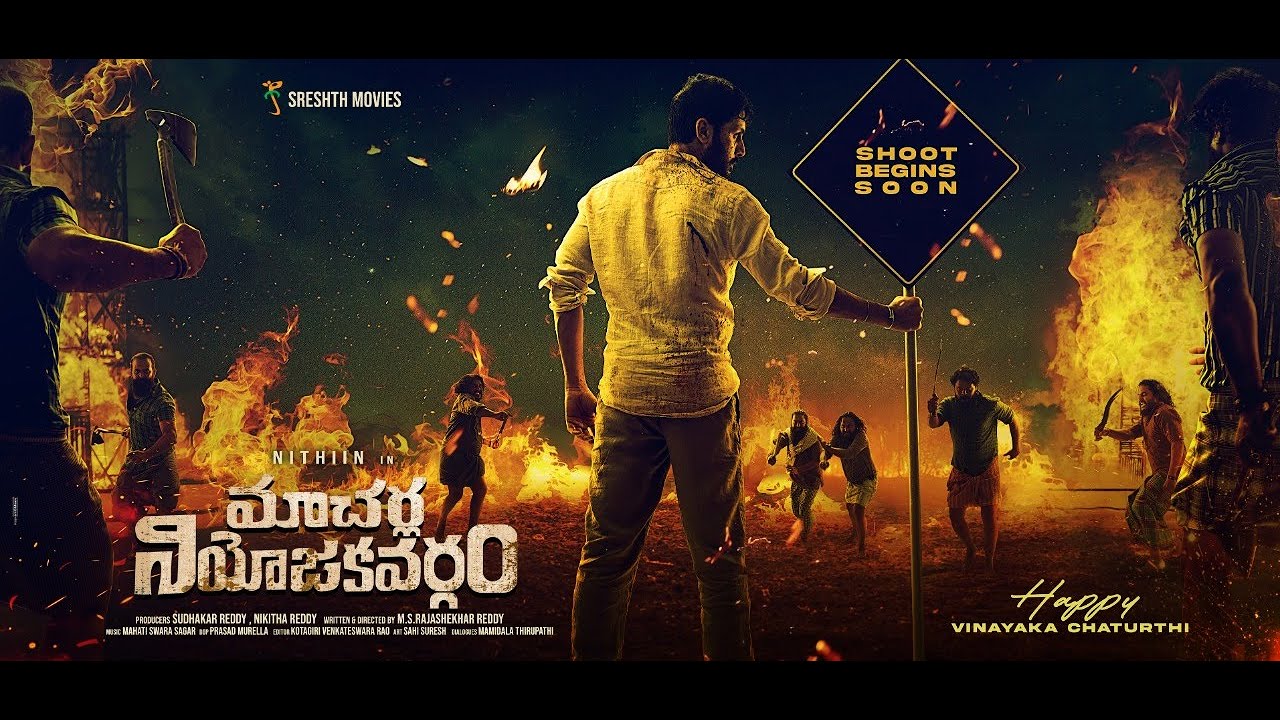 SRESHTH MOVIES
SHOOT
BEGINS
SOON
NITHIIN IN
మాచర్ల
నియోజకవర్గం
PRODUCERS SUDHAKAR REDDY , NIKITHA REDDY WRITTEN & DIRECTED BY M.S.RAJASHEKHAR REDDY
MUSIC MAHATI SWARA SAGAR DOP PRASAD MURELLA EDITOR KOTAGIRI VENKATESWARA RAO ART SAHI SURESH DIALOGUES MAMIDALA THIRUPATHI
Happy
VINAYAKA CHATURTHI